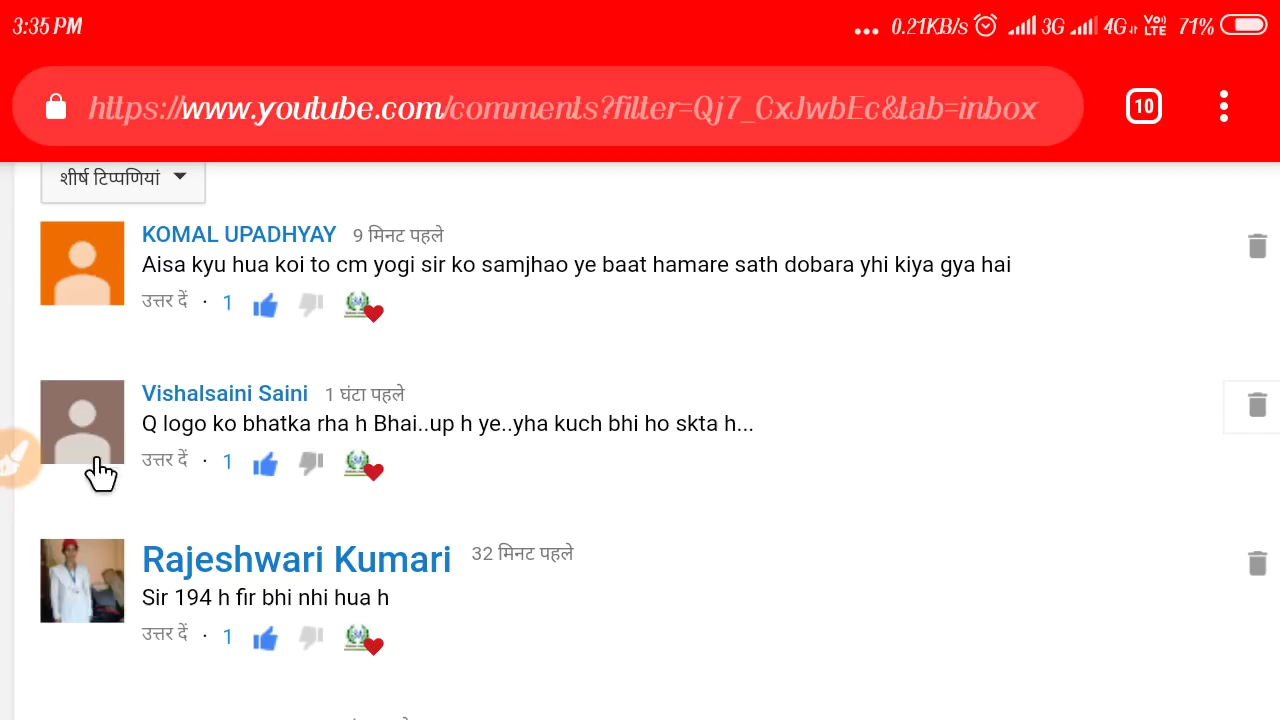 3:35 PM ... 0.21KB/s 3G 4G Vo)) LTE 71%
https://www.youtube.com/comments?filter=Qj7_CxJwbEc&tab=inbox 10
शीर्ष टिप्पणियां
KOMAL UPADHYAY 9 मिनट पहले
Aisa kyu hua koi to cm yogi sir ko samjhao ye baat hamare sath dobara yhi kiya gya hai
उत्तर दें · 1
Vishalsaini Saini 1 घंटा पहले
Q logo ko bhatka rha h Bhai..up h ye..yha kuch bhi ho skta h...
उत्तर दें · 1
Rajeshwari Kumari 32 मिनट पहले
Sir 194 h fir bhi nhi hua h
उत्तर दें · 1